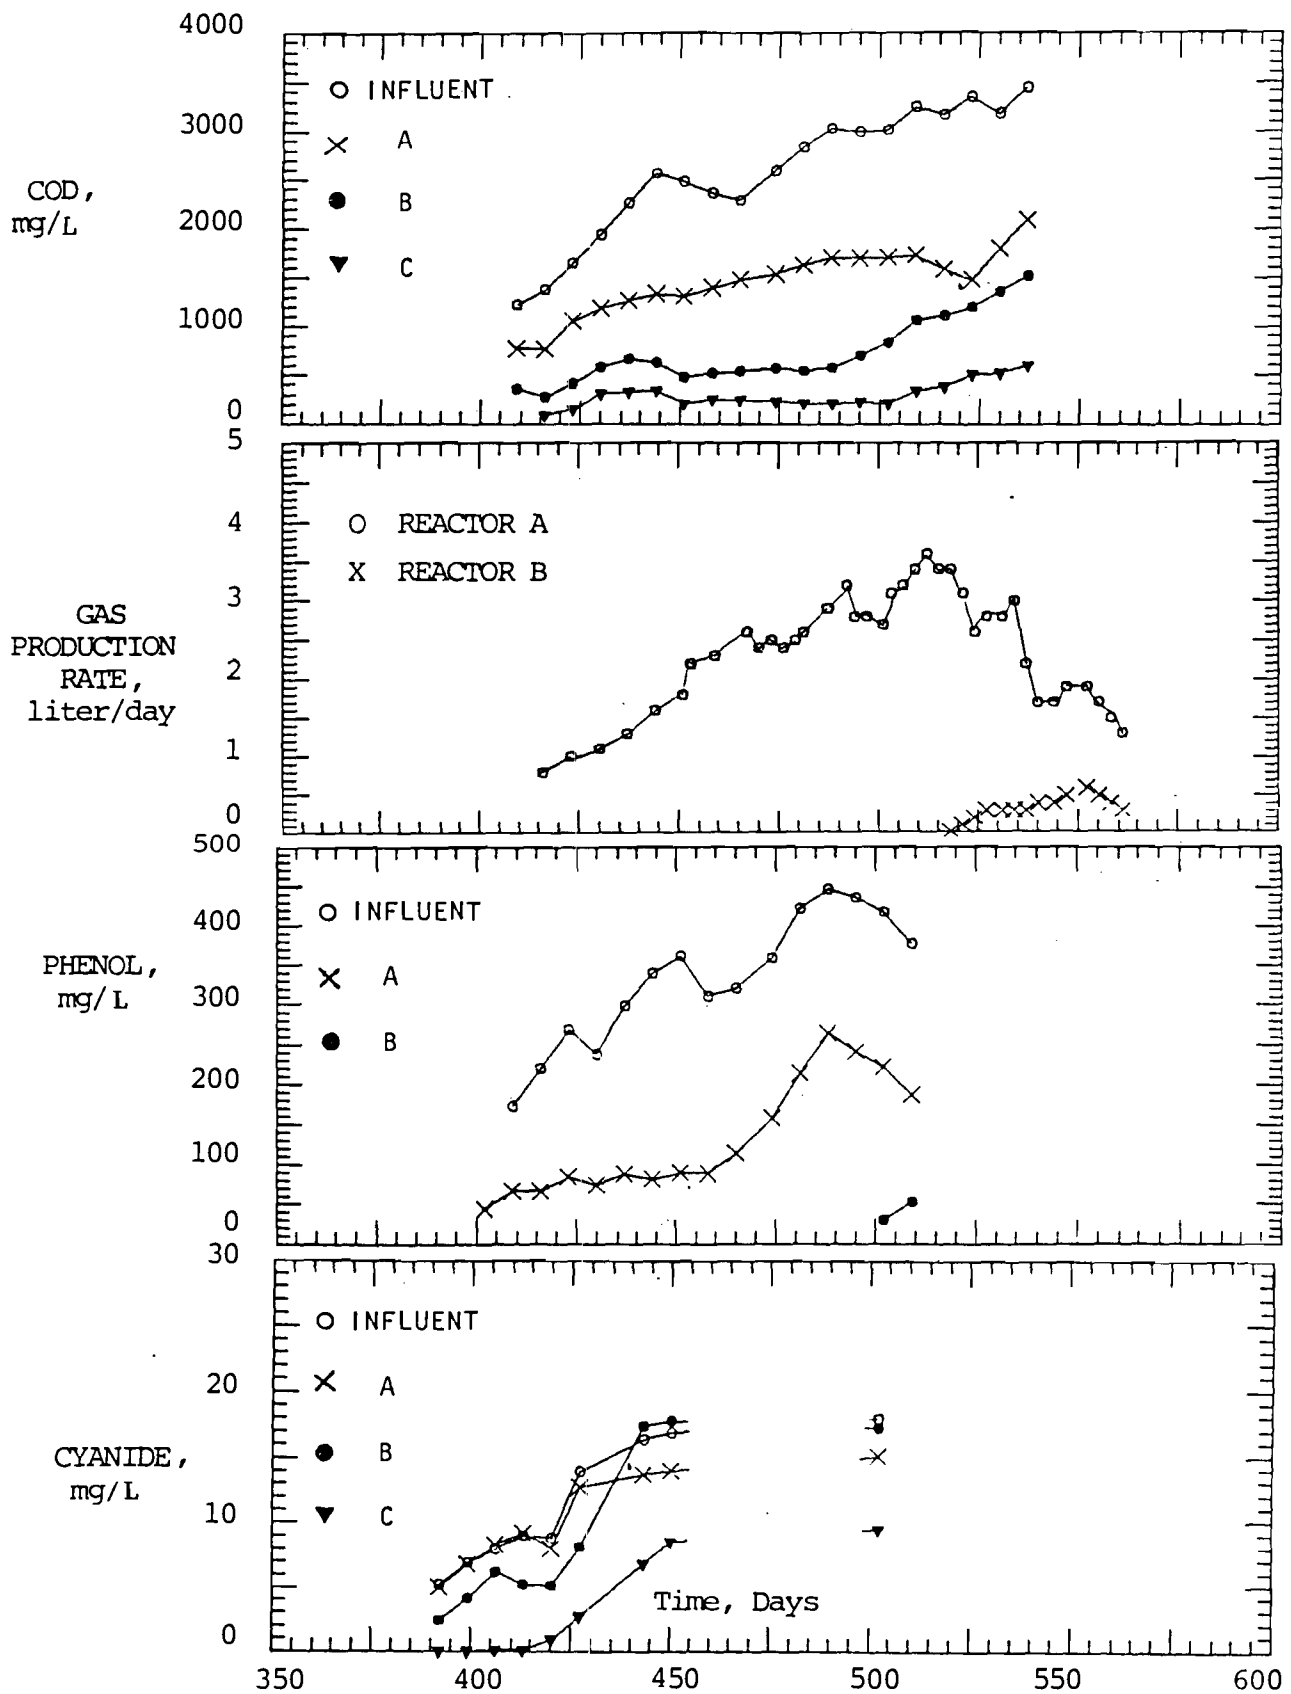 4000
INFLUENT
3000
A
COD,
mg/L
B
2000
C
1000
0
5
4
REACTOR A
X REACTOR B
3
GAS
PRODUCTION
RATE,
liter/day
2
1
0
500
INFLUENT
400
PHENOL,
mg/L
A
300
B
200
100
0
30
INFLUENT
20
A
CYANIDE,
mg/L
B
C
10
Time, Days
0
350 400 450 500 550 600